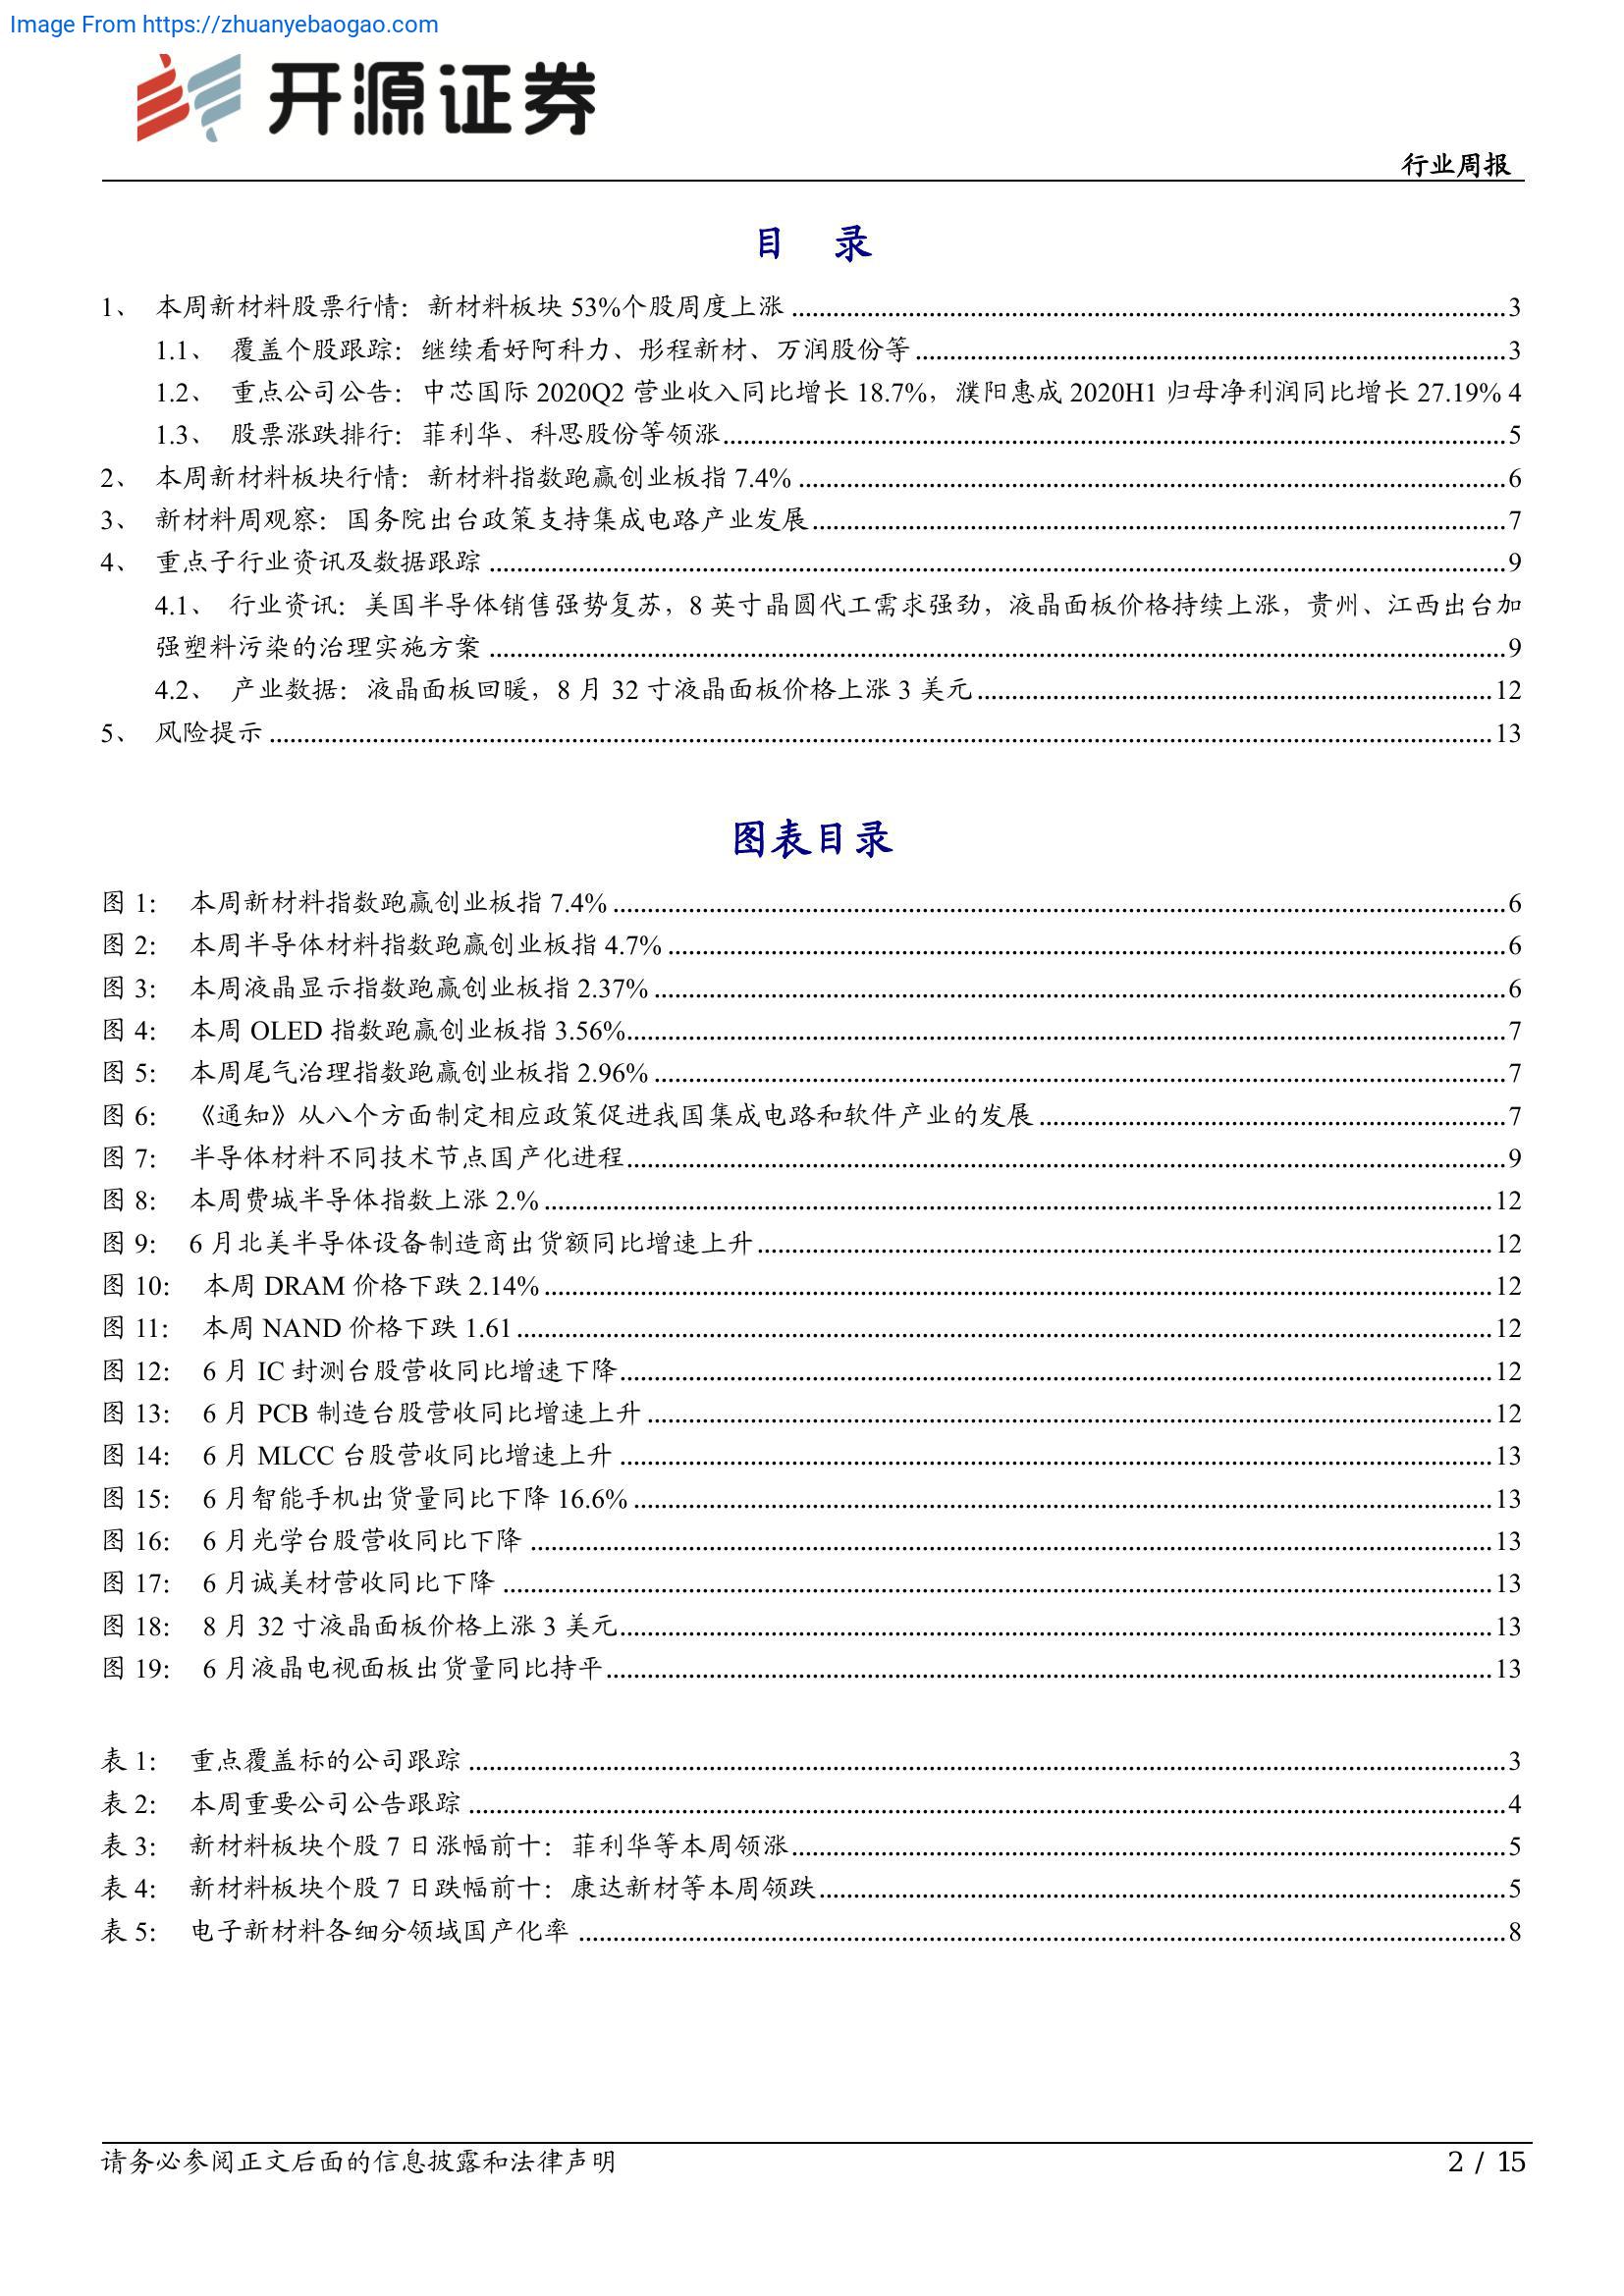 Image From https://zhuanyebaogao.com
开源证券
行业周报
目 录
1、 本周新材料股票行情：新材料板块 53%个股周度上涨 ........ 3
1.1、 覆盖个股跟踪：继续看好阿科力、彤程新材、万润股份等 ........ 3
1.2、 重点公司公告：中芯国际 2020Q2 营业收入同比增长 18.7%，濮阳惠成 2020H1 归母净利润同比增长 27.19% 4
1.3、 股票涨跌排行：菲利华、科思股份等领涨 ........ 5
2、 本周新材料板块行情：新材料指数跑赢创业板指 7.4% ........ 6
3、 新材料周观察：国务院出台政策支持集成电路产业发展 ........ 7
4、 重点子行业资讯及数据跟踪 ........ 9
4.1、 行业资讯：美国半导体销售强势复苏，8 英寸晶圆代工需求强劲，液晶面板价格持续上涨，贵州、江西出台加
强塑料污染的治理实施方案 ........ 9
4.2、 产业数据：液晶面板回暖，8 月 32 寸液晶面板价格上涨 3 美元 ........ 12
5、 风险提示 ........ 13
图表目录
图 1： 本周新材料指数跑赢创业板指 7.4% ........ 6
图 2： 本周半导体材料指数跑赢创业板指 4.7% ........ 6
图 3： 本周液晶显示指数跑赢创业板指 2.37% ........ 6
图 4： 本周 OLED 指数跑赢创业板指 3.56% ........ 7
图 5： 本周尾气治理指数跑赢创业板指 2.96% ........ 7
图 6： 《通知》从八个方面制定相应政策促进我国集成电路和软件产业的发展 ........ 7
图 7： 半导体材料不同技术节点国产化进程 ........ 9
图 8： 本周费城半导体指数上涨 2.% ........ 12
图 9： 6 月北美半导体设备制造商出货额同比增速上升 ........ 12
图 10： 本周 DRAM 价格下跌 2.14% ........ 12
图 11： 本周 NAND 价格下跌 1.61 ........ 12
图 12： 6 月 IC 封测台股营收同比增速下降 ........ 12
图 13： 6 月 PCB 制造台股营收同比增速上升 ........ 12
图 14： 6 月 MLCC 台股营收同比增速上升 ........ 13
图 15： 6 月智能手机出货量同比下降 16.6% ........ 13
图 16： 6 月光学台股营收同比下降 ........ 13
图 17： 6 月诚美材营收同比下降 ........ 13
图 18： 8 月 32 寸液晶面板价格上涨 3 美元 ........ 13
图 19： 6 月液晶电视面板出货量同比持平 ........ 13
表 1： 重点覆盖标的公司跟踪 ........ 3
表 2： 本周重要公司公告跟踪 ........ 4
表 3： 新材料板块个股 7 日涨幅前十：菲利华等本周领涨 ........ 5
表 4： 新材料板块个股 7 日跌幅前十：康达新材等本周领跌 ........ 5
表 5： 电子新材料各细分领域国产化率 ........ 8
请务必参阅正文后面的信息披露和法律声明
2 / 15